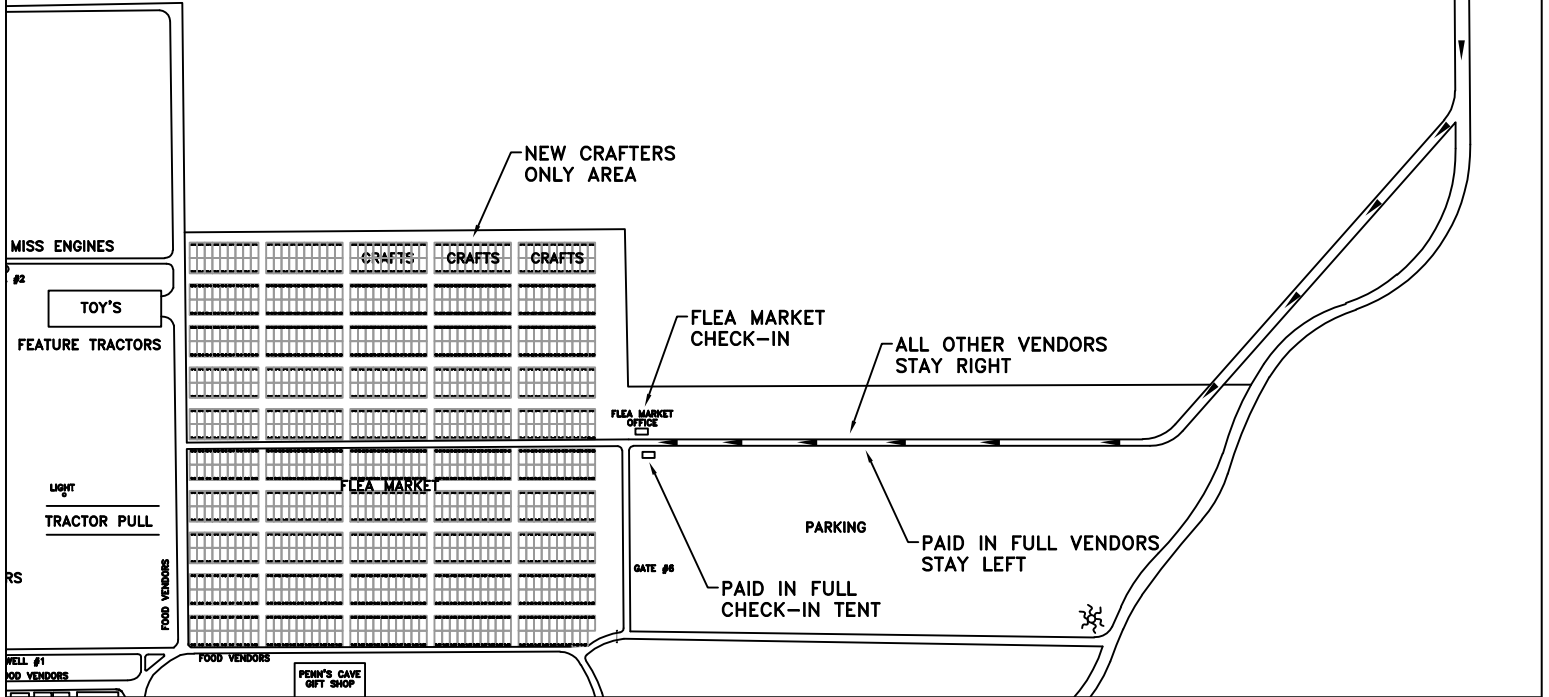 NEW CRAFTERS
ONLY AREA
MISS ENGINES
CRAFTS
CRAFTS
CRAFTS
#2
TOY'S
FEATURE TRACTORS
FLEA MARKET
CHECK-IN
ALL OTHER VENDORS
STAY RIGHT
FLEA MARKET
OFFICE
LIGHT
FLEA MARKET
TRACTOR PULL
PARKING
PAID IN FULL VENDORS
STAY LEFT
GATE #6
RS
PAID IN FULL
CHECK-IN TENT
FOOD VENDORS
FOOD VENDORS
WELL #1
OOD VENDORS
PENN'S CAVE
GIFT SHOP